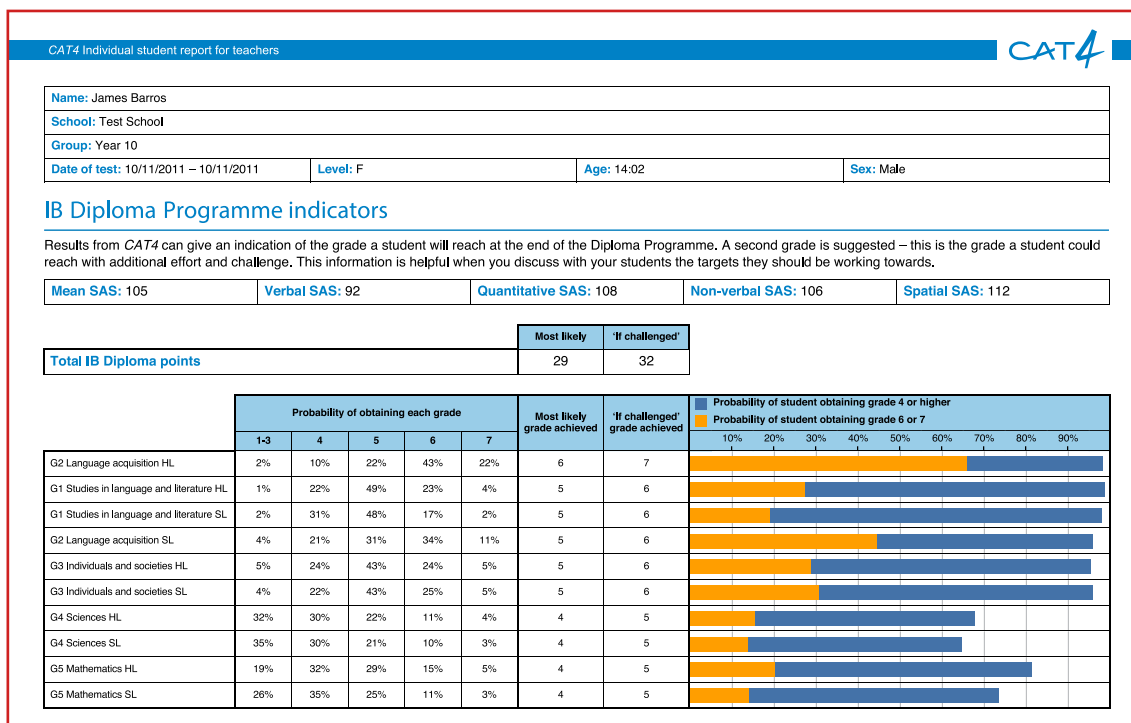 CAT4 Individual student report for teachers
CAT4
Name: James Barros
School: Test School
Group: Year 10
Date of test: 10/11/2011 – 10/11/2011 Level: F Age: 14:02 Sex: Male
IB Diploma Programme indicators
Results from CAT4 can give an indication of the grade a student will reach at the end of the Diploma Programme. A second grade is suggested – this is the grade a student could
reach with additional effort and challenge. This information is helpful when you discuss with your students the targets they should be working towards.
Mean SAS: 105 Verbal SAS: 92 Quantitative SAS: 108 Non-verbal SAS: 106 Spatial SAS: 112
Most likely 'If challenged'
Total IB Diploma points 29 32
Probability of obtaining each grade Most likely grade achieved 'If challenged' grade achieved
Probability of student obtaining grade 4 or higher
Probability of student obtaining grade 6 or 7
1-3 4 5 6 7 10% 20% 30% 40% 50% 60% 70% 80% 90%
G2 Language acquisition HL 2% 10% 22% 43% 22% 6 7
G1 Studies in language and literature HL 1% 22% 49% 23% 4% 5 6
G1 Studies in language and literature SL 2% 31% 48% 17% 2% 5 6
G2 Language acquisition SL 4% 21% 31% 34% 11% 5 6
G3 Individuals and societies HL 5% 24% 43% 24% 5% 5 6
G3 Individuals and societies SL 4% 22% 43% 25% 5% 5 6
G4 Sciences HL 32% 30% 22% 11% 4% 4 5
G4 Sciences SL 35% 30% 21% 10% 3% 4 5
G5 Mathematics HL 19% 32% 29% 15% 5% 4 5
G5 Mathematics SL 26% 35% 25% 11% 3% 4 5